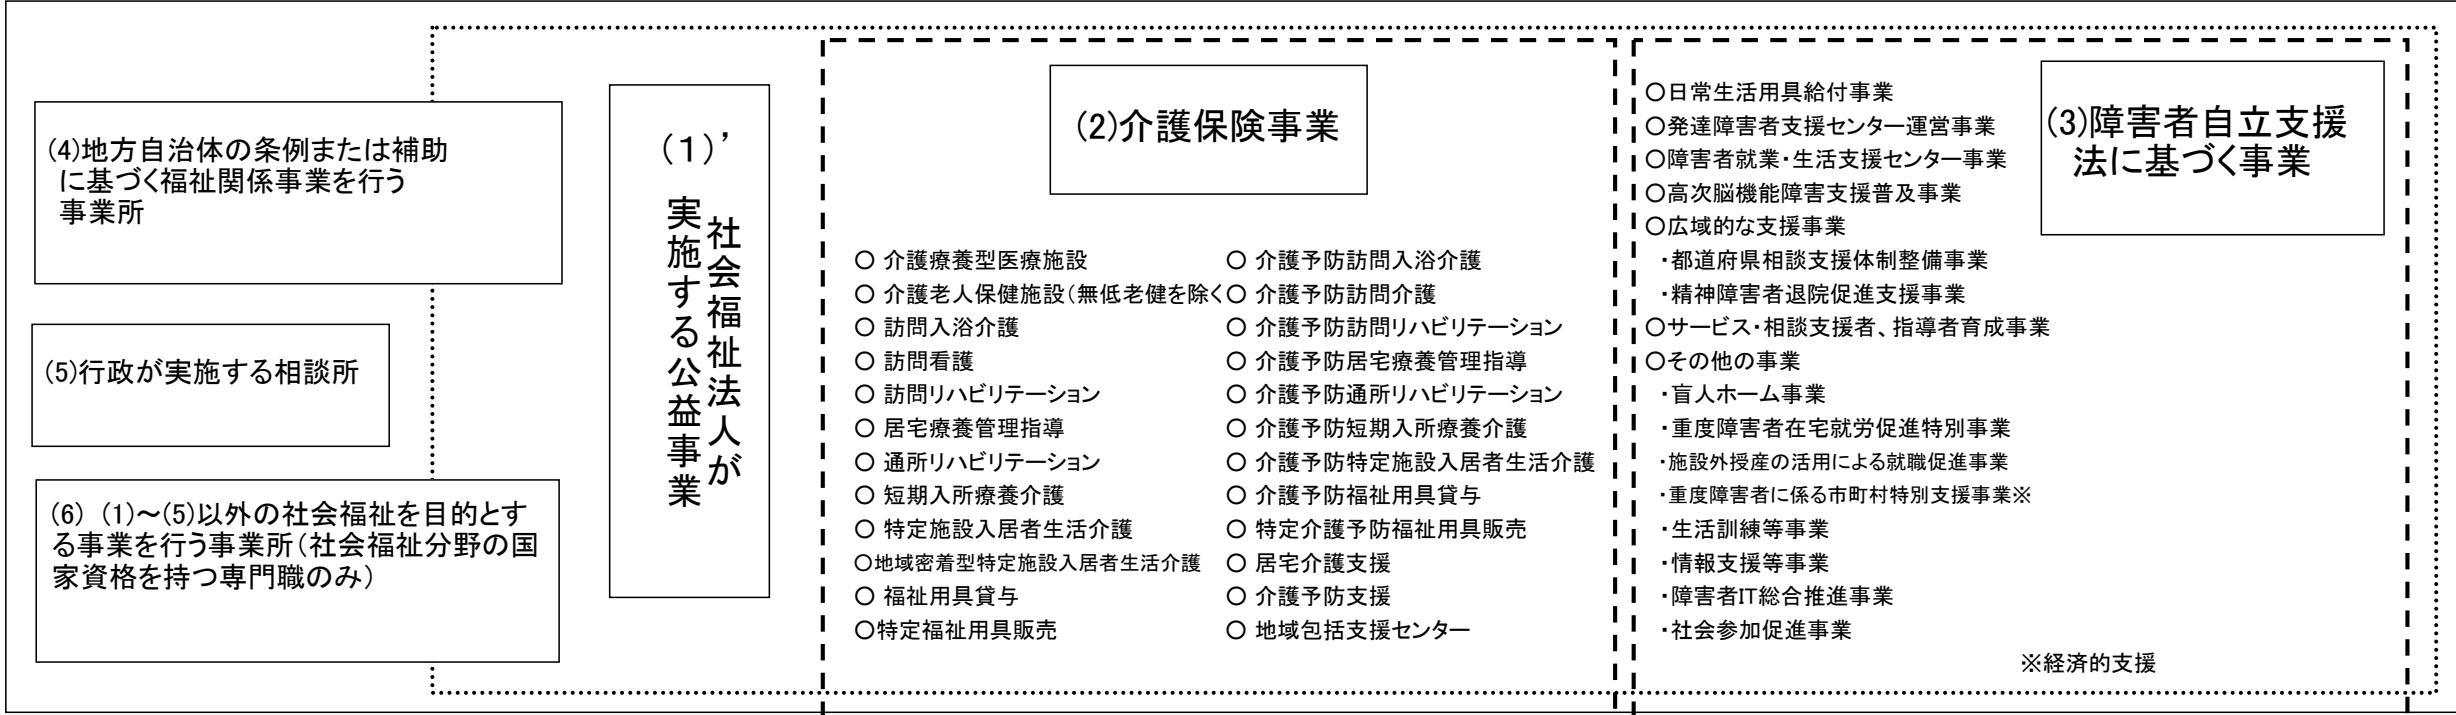 (4)地方自治体の条例または補助
に基づく福祉関係事業を行う
事業所
(5)行政が実施する相談所
(6) (1)～(5)以外の社会福祉を目的とす
る事業を行う事業所(社会福祉分野の国
家資格を持つ専門職のみ)
(1)’
社会福祉法人が
実施する公益事業
(2)介護保険事業
○ 介護療養型医療施設
○ 介護老人保健施設(無低老健を除く
○ 訪問入浴介護
○ 訪問看護
○ 訪問リハビリテーション
○ 居宅療養管理指導
○ 通所リハビリテーション
○ 短期入所療養介護
○ 特定施設入居者生活介護
○地域密着型特定施設入居者生活介護
○ 福祉用具貸与
○特定福祉用具販売
○ 介護予防訪問入浴介護
○ 介護予防訪問介護
○ 介護予防訪問リハビリテーション
○ 介護予防居宅療養管理指導
○ 介護予防通所リハビリテーション
○ 介護予防短期入所療養介護
○ 介護予防特定施設入居者生活介護
○ 介護予防福祉用具貸与
○ 特定介護予防福祉用具販売
○ 居宅介護支援
○ 介護予防支援
○ 地域包括支援センター
(3)障害者自立支援
法に基づく事業
○日常生活用具給付事業
○発達障害者支援センター運営事業
○障害者就業・生活支援センター事業
○高次脳機能障害支援普及事業
○広域的な支援事業
・都道府県相談支援体制整備事業
・精神障害者退院促進支援事業
○サービス・相談支援者、指導者育成事業
○その他の事業
・盲人ホーム事業
・重度障害者在宅就労促進特別事業
・施設外授産の活用による就職促進事業
・重度障害者に係る市町村特別支援事業※
・生活訓練等事業
・情報支援等事業
・障害者IT総合推進事業
・社会参加促進事業
※経済的支援